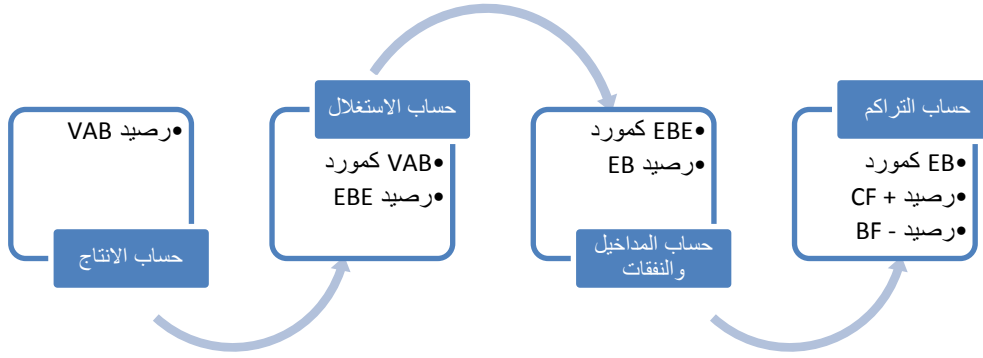 رصيد VAB
حساب الانتاج
حساب الاستغلال
VAB كمورد
رصيد EBE
EBE كمورد
رصيد EB
حساب المداخيل
والنفقات
حساب التراكم
EB كمورد
رصيد + CF
رصيد - BF